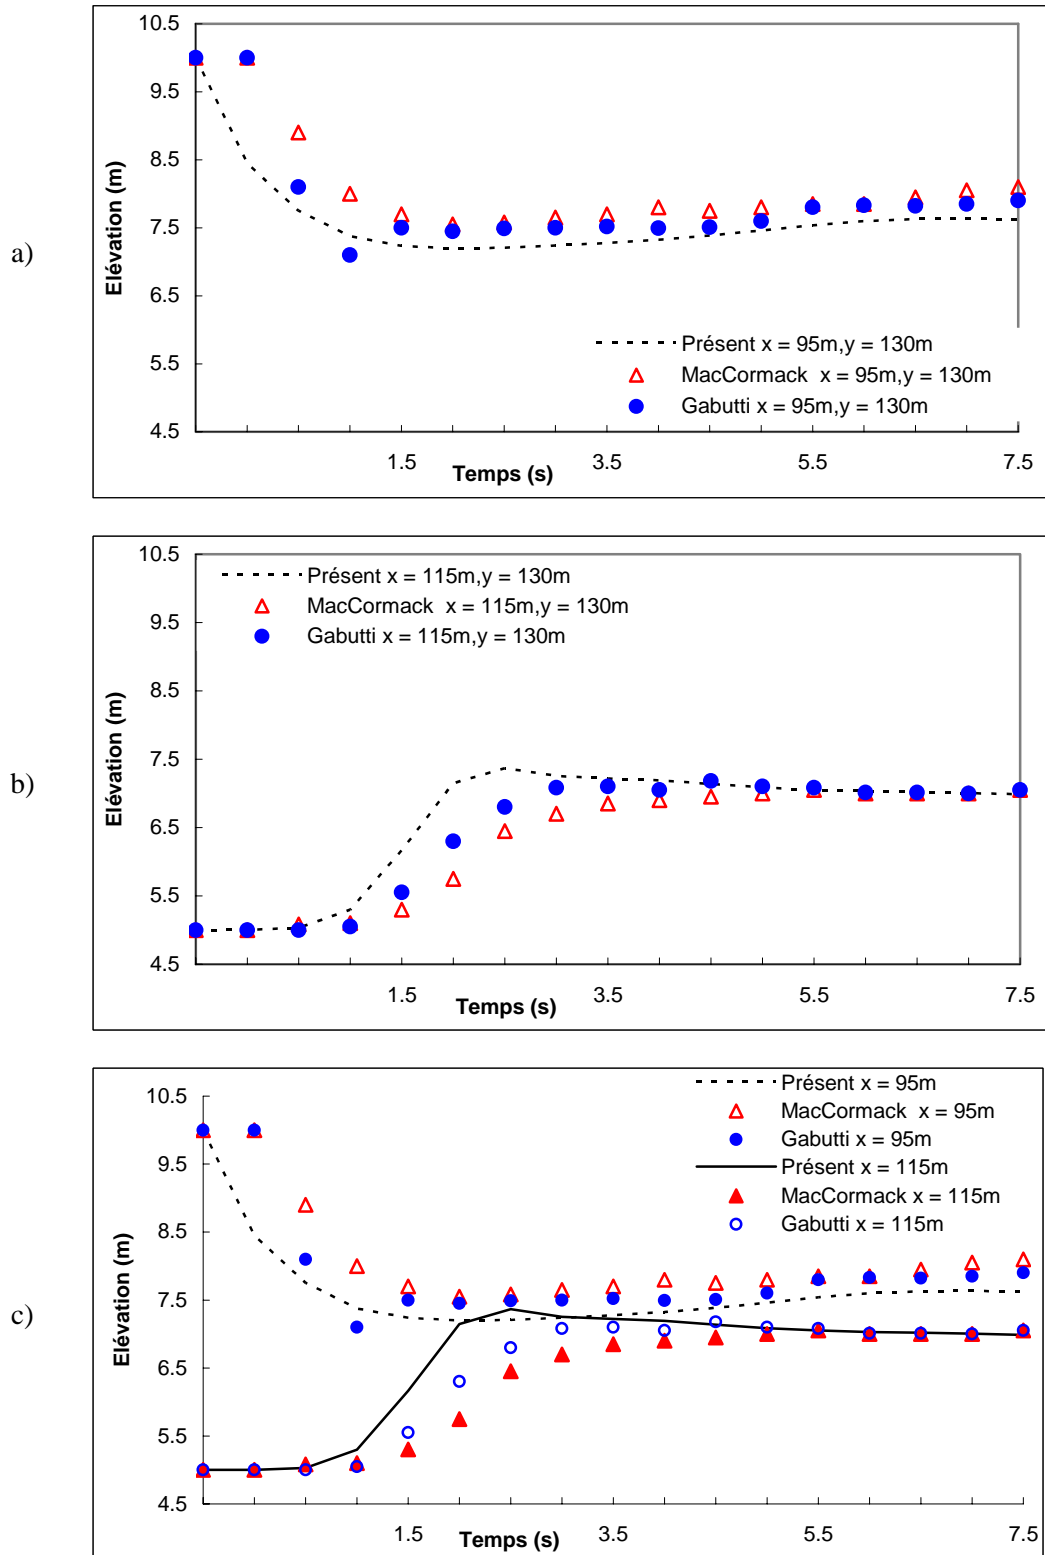 a)
Elévation (m)
10.5
9.5
8.5
7.5
6.5
5.5
4.5
Présent x = 95m,y = 130m
MacCormack x = 95m,y = 130m
Gabutti x = 95m,y = 130m
1.5 3.5 5.5 7.5
Temps (s)
b)
Elévation (m)
10.5
9.5
8.5
7.5
6.5
5.5
4.5
Présent x = 115m,y = 130m
MacCormack x = 115m,y = 130m
Gabutti x = 115m,y = 130m
1.5 3.5 5.5 7.5
Temps (s)
c)
Elévation (m)
10.5
9.5
8.5
7.5
6.5
5.5
4.5
Présent x = 95m
MacCormack x = 95m
Gabutti x = 95m
Présent x = 115m
MacCormack x = 115m
Gabutti x = 115m
1.5 3.5 5.5 7.5
Temps (s)